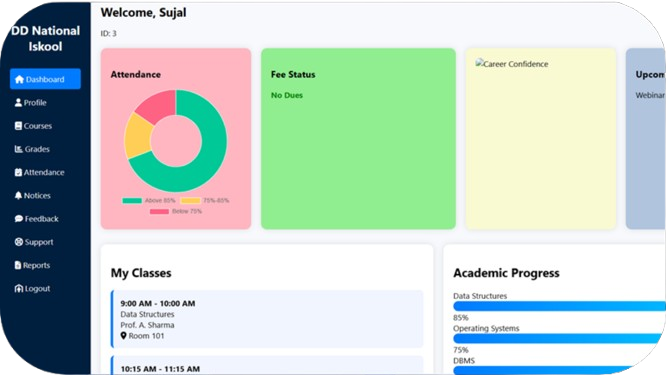 DD National
Iskool
Dashboard
Profile
Courses
Grades
Attendance
Notices
Feedback
Support
Reports
Logout
Welcome, Sujal
ID: 3
Attendance
Above 85%
75%-85%
Below 75%
Fee Status
No Dues
Career Confidence
Upcom
Webinar
My Classes
9:00 AM - 10:00 AM
Data Structures
Prof. A. Sharma
Room 101
10:15 AM - 11:15 AM
Academic Progress
Data Structures
85%
Operating Systems
75%
DBMS